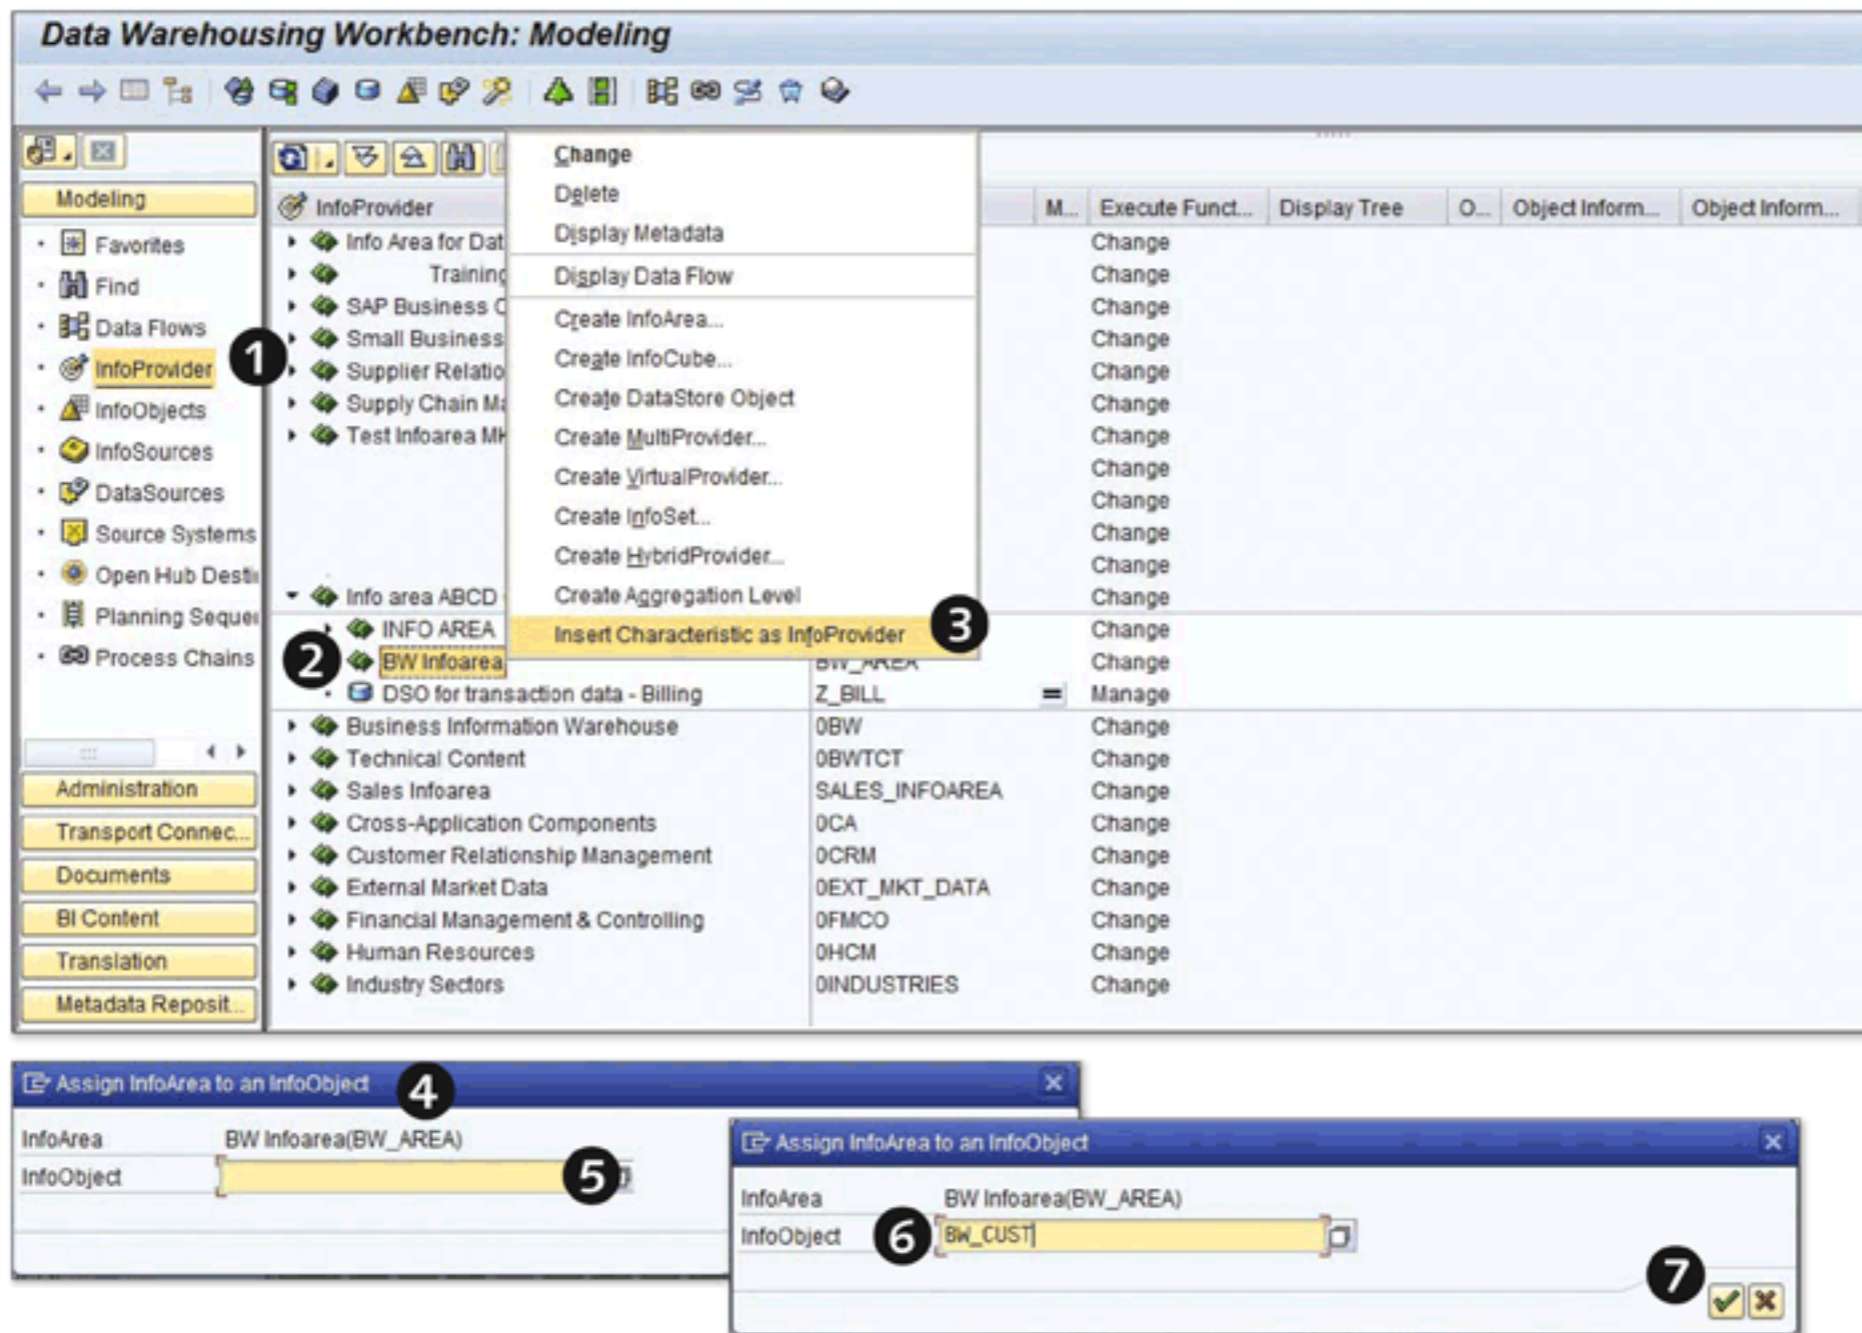 Data Warehousing Workbench: Modeling
Modeling
Favorites
Find
Data Flows
InfoProvider
InfoObjects
InfoSources
DataSources
Source Systems
Open Hub Desti
Planning Seque
Process Chains
Administration
Transport Connec...
Documents
BI Content
Translation
Metadata Reposit...
1
InfoProvider M... Execute Funct... Display Tree O... Object Inform... Object Inform...
Info Area for Dat Change
Training Change
SAP Business C Change
Small Business Change
Supplier Relatio Change
Supply Chain Ma Change
Test Infoarea MK Change
Change
Change
Change
Change
Info area ABCD Change
INFO AREA Change
2 BW Infoarea BW_AREA Change
DSO for transaction data - Billing Z_BILL Manage
Business Information Warehouse 0BW Change
Technical Content 0BWTCT Change
Sales Infoarea SALES_INFOAREA Change
Cross-Application Components 0CA Change
Customer Relationship Management 0CRM Change
External Market Data 0EXT_MKT_DATA Change
Financial Management & Controlling 0FMCO Change
Human Resources 0HCM Change
Industry Sectors 0INDUSTRIES Change
Change
Delete
Display Metadata
Display Data Flow
Create InfoArea...
Create InfoCube...
Create DataStore Object
Create MultiProvider...
Create VirtualProvider...
Create InfoSet...
Create HybridProvider...
Create Aggregation Level
Insert Characteristic as InfoProvider 3
Assign InfoArea to an InfoObject 4
InfoArea BW Infoarea(BW_AREA)
InfoObject 5
Assign InfoArea to an InfoObject
InfoArea BW Infoarea(BW_AREA)
InfoObject 6 BW_CUST
7